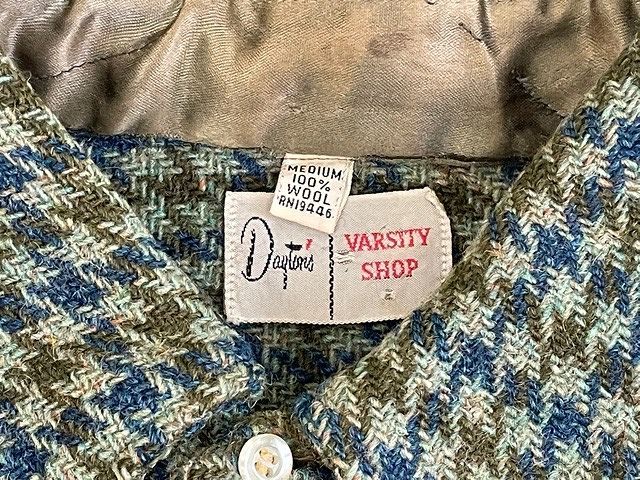 MEDIUM
100%
WOOL
RN19446
Dayton's
VARSITY
SHOP